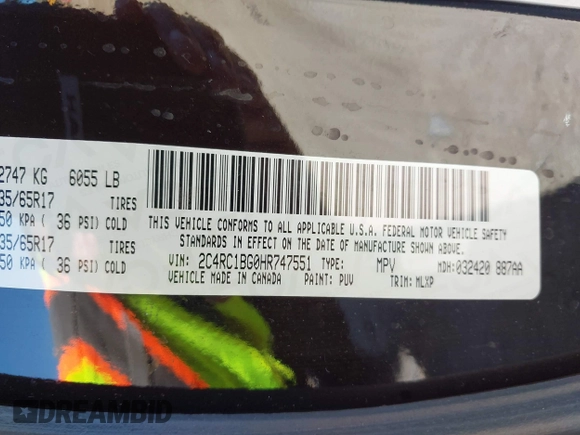 2747 KG 6055 LB
35/65R17 TIRES
50 KPA ( 36 PSI) COLD
35/65R17 TIRES
50 KPA ( 36 PSI) COLD
THIS VEHICLE CONFORMS TO ALL APPLICABLE U.S.A. FEDERAL MOTOR VEHICLE SAFETY
STANDARDS IN EFFECT ON THE DATE OF MANUFACTURE SHOWN ABOVE.
VIN: 2C4RC1BG0HR747551 TYPE: MPV MDH: 032420 887AA
VEHICLE MADE IN CANADA PAINT: PUV TRIM: MLXP
DREAMBID